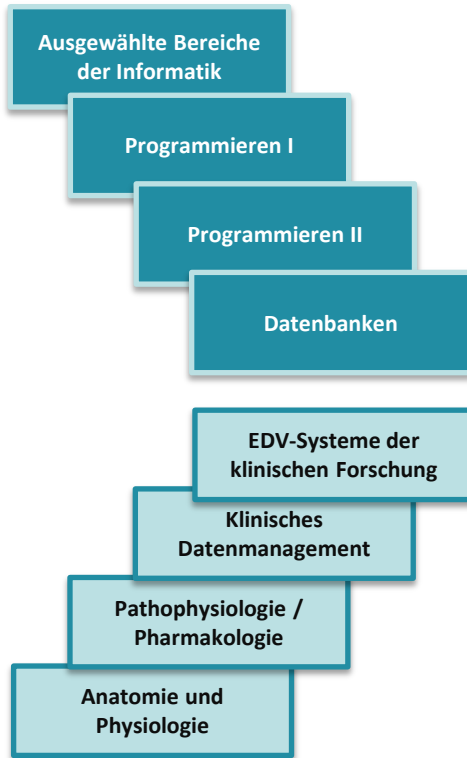 Ausgewählte Bereiche
der Informatik
Programmieren I
Programmieren II
Datenbanken
EDV-Systeme der
klinischen Forschung
Klinisches
Datenmanagement
Pathophysiologie /
Pharmakologie
Anatomie und
Physiologie